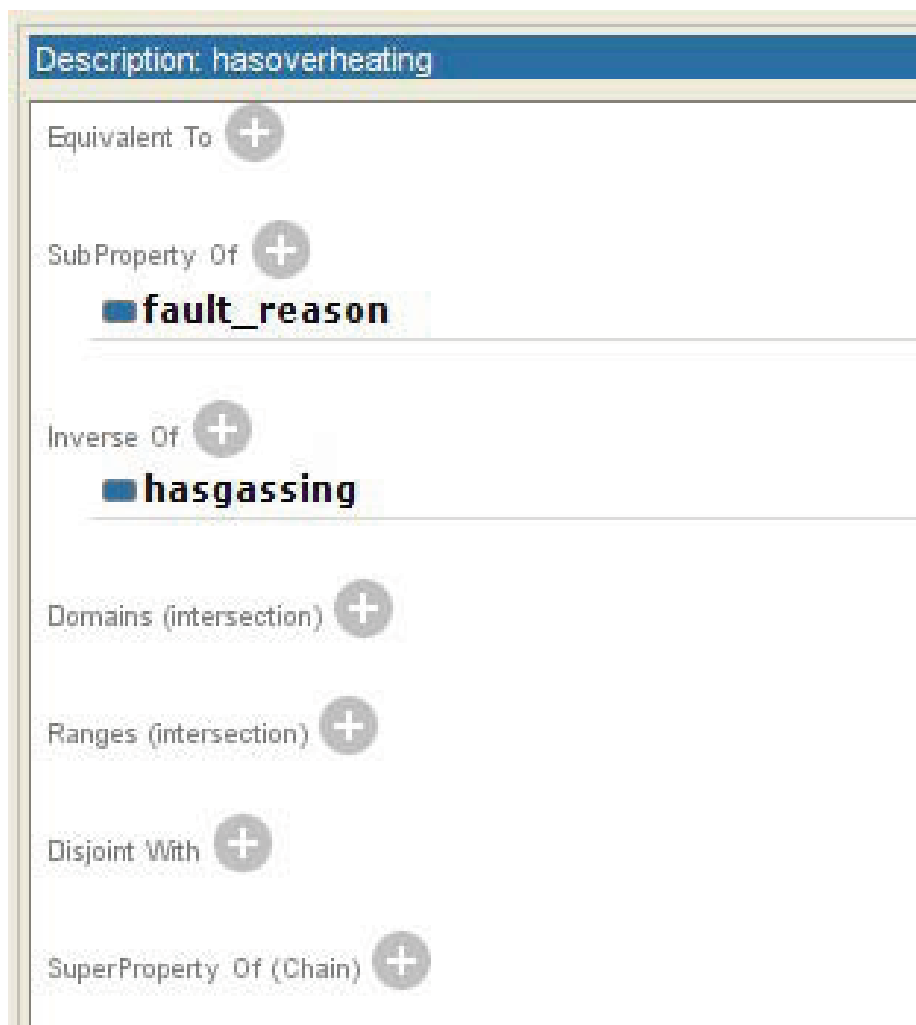 Description: hasoverheating
Equivalent To
SubProperty Of
fault_reason
Inverse Of
hasgassing
Domains (intersection)
Ranges (intersection)
Disjoint With
SuperProperty Of (Chain)